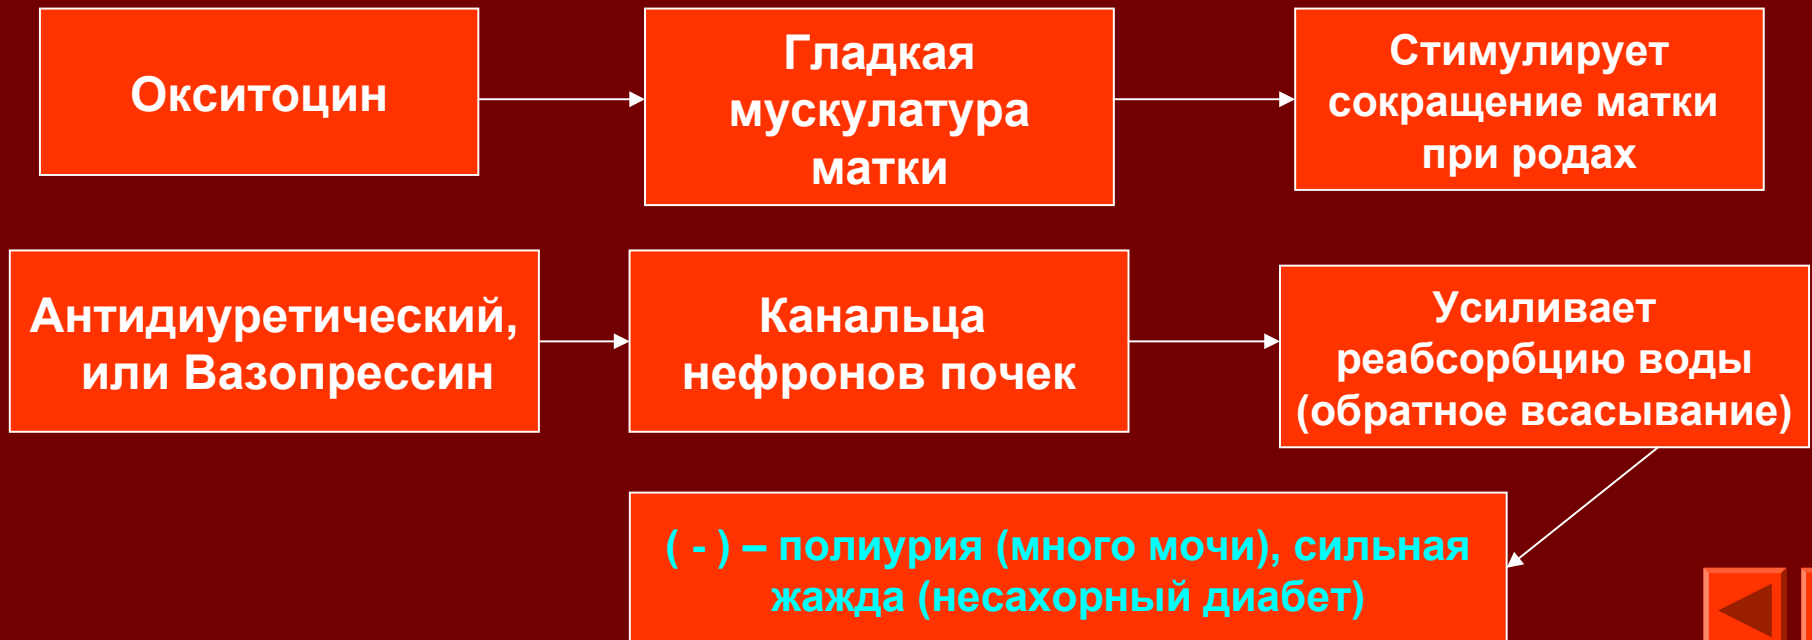 Окситоцин
Гладкая
мускулатура
матки
Стимулирует
сокращение матки
при родах
Антидиуретический,
или Вазопрессин
Канальца
нефронов почек
Усиливает
реабсорбцию воды
(обратное всасывание)
( - ) – полиурия (много мочи), сильная
жажда (несахорный диабет)